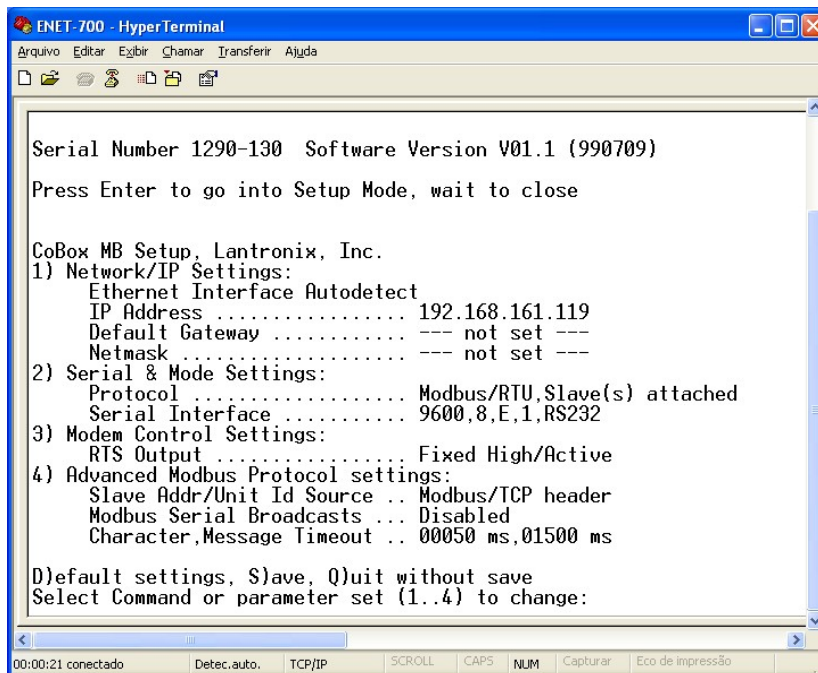 ENET-700 - HyperTerminal
Arquivo Editar Exibir Chamar Transferir Ajuda
Serial Number 1290-130  Software Version V01.1 (990709)
Press Enter to go into Setup Mode, wait to close
CoBox MB Setup, Lantronix, Inc.
1) Network/IP Settings:
Ethernet Interface Autodetect
IP Address ................. 192.168.161.119
Default Gateway ............ --- not set ---
Netmask .................... --- not set ---
2) Serial & Mode Settings:
Protocol ................... Modbus/RTU,Slave(s) attached
Serial Interface ........... 9600,8,E,1,RS232
3) Modem Control Settings:
RTS Output ................. Fixed High/Active
4) Advanced Modbus Protocol settings:
Slave Addr/Unit Id Source .. Modbus/TCP header
Modbus Serial Broadcasts ... Disabled
Character,Message Timeout .. 00050 ms,01500 ms
D)efault settings, S)ave, Q)uit without save
Select Command or parameter set (1..4) to change:
00:00:21 conectado Detec.auto. TCP/IP SCROLL CAPS NUM Capturar Eco de impressão